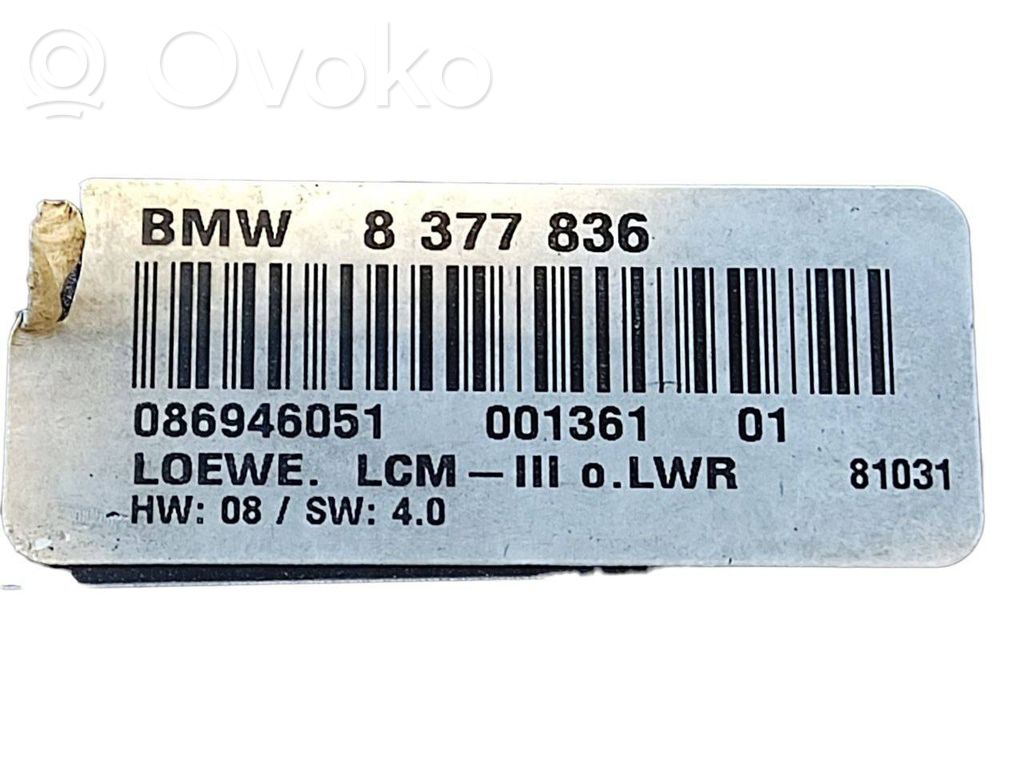 Ovoko
BMW 8 377 836
086946051 001361 01
LOEWE. LCM-III o.LWR 81031
HW: 08 / SW: 4.0